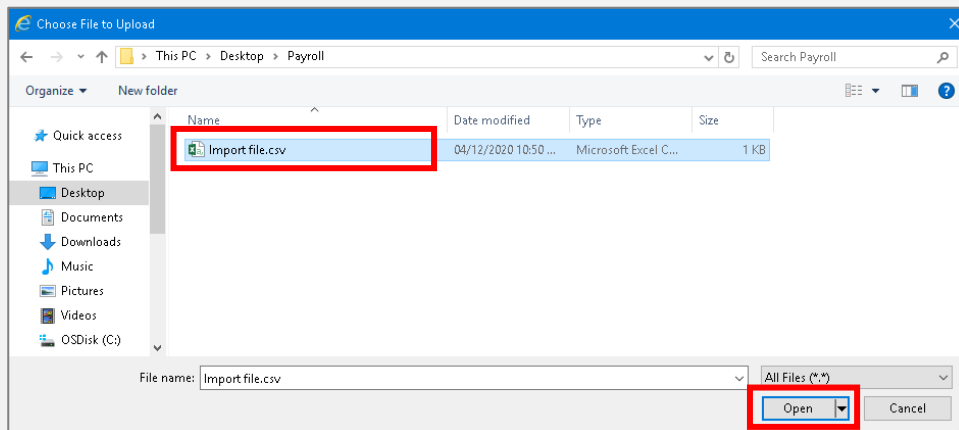 Choose File to Upload
This PC > Desktop > Payroll
Search Payroll
Organize
New folder
Name
Date modified
Type
Size
Import file.csv
04/12/2020 10:50 ...
Microsoft Excel C...
1 KB
Quick access
This PC
Desktop
Documents
Downloads
Music
Pictures
Videos
OSDisk (C:)
File name:
Import file.csv
All Files (*.*)
Open
Cancel